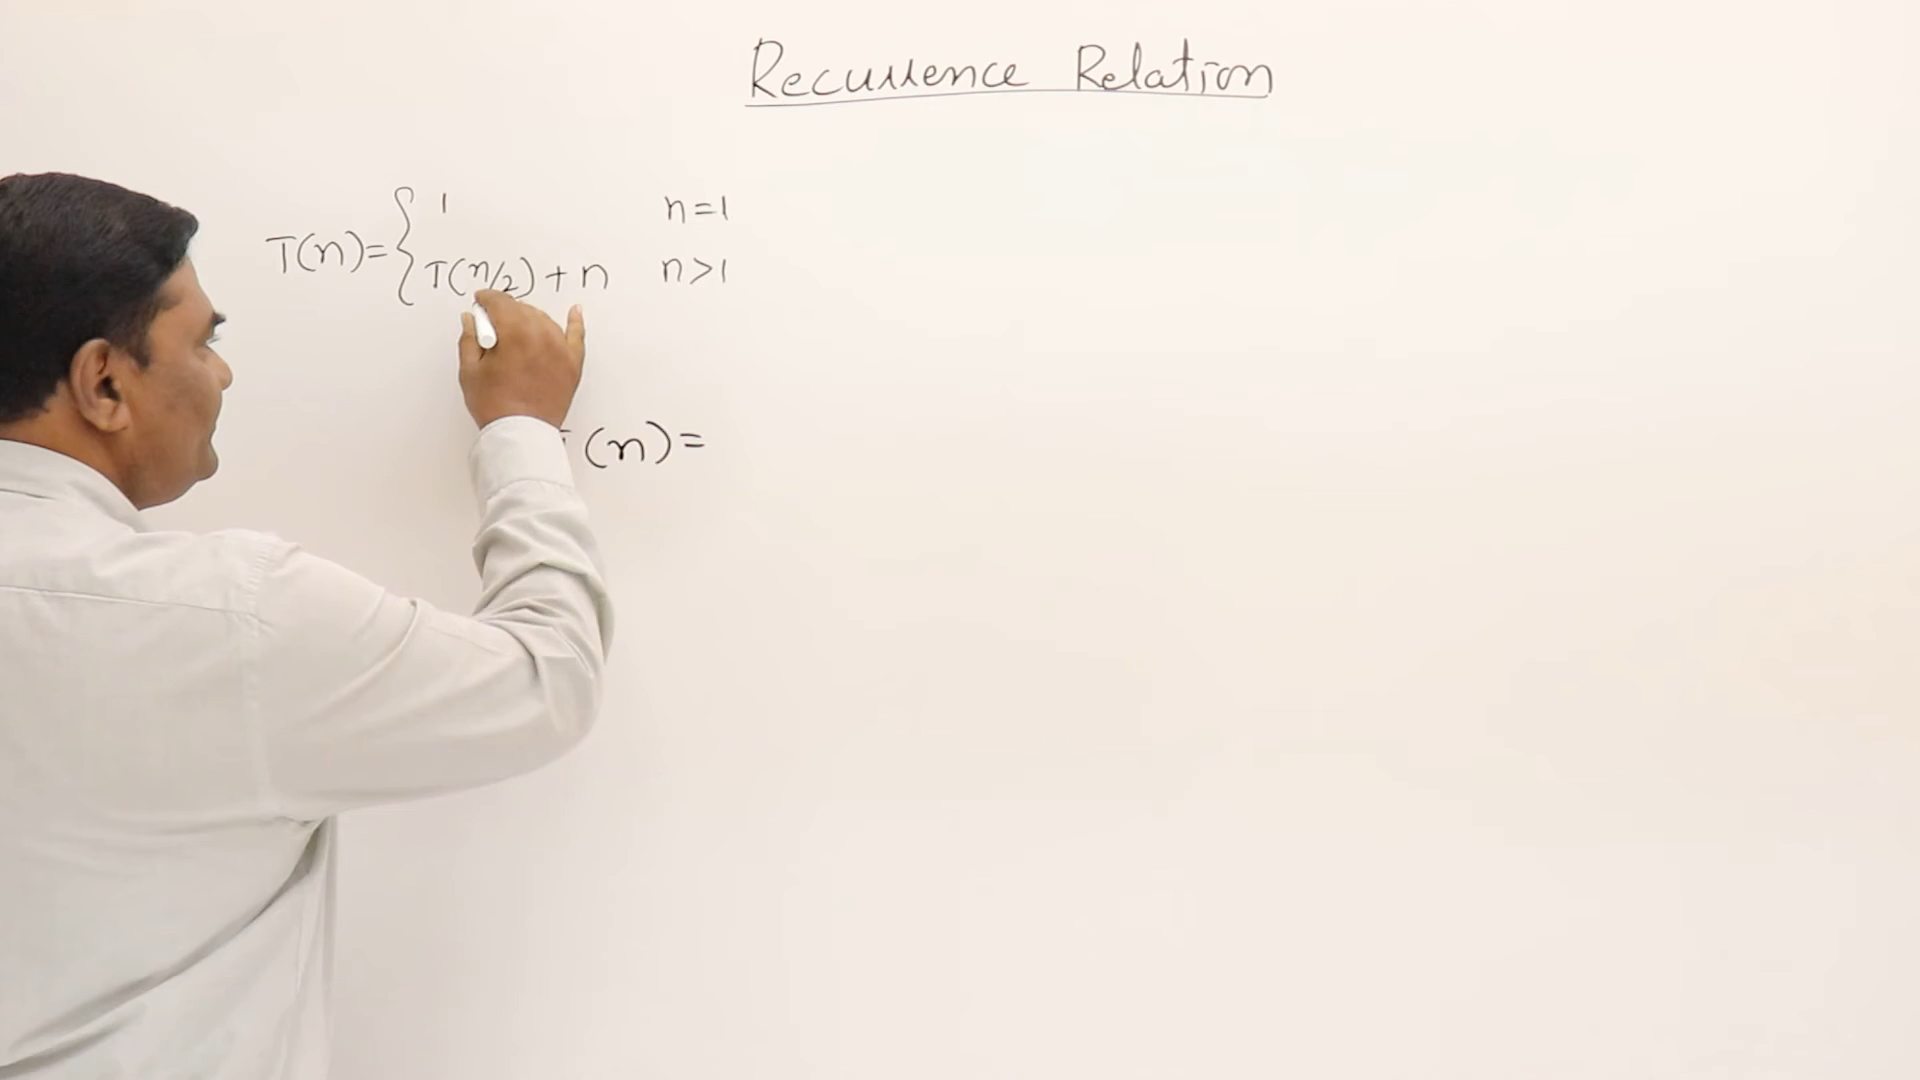 Recurrence Relation
T(n)= { 1 n=1
T(n/2)+n n>1
(n)=